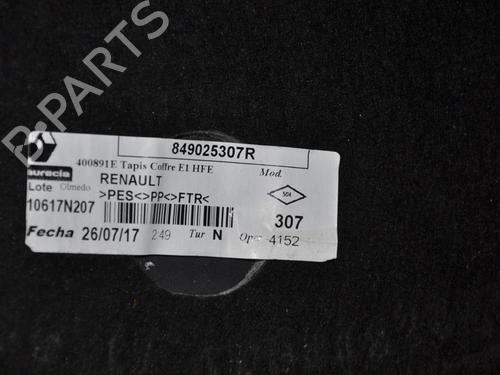 B-PARTS
849025307R
400891E Tapis Coffre E1 HFE
Mod.
aurecia
RENAULT
504
Lote Olmedo
>PES<>PP<>FTR<
10617N207
307
Fecha 26/07/17 249 Tur N Oper 4152